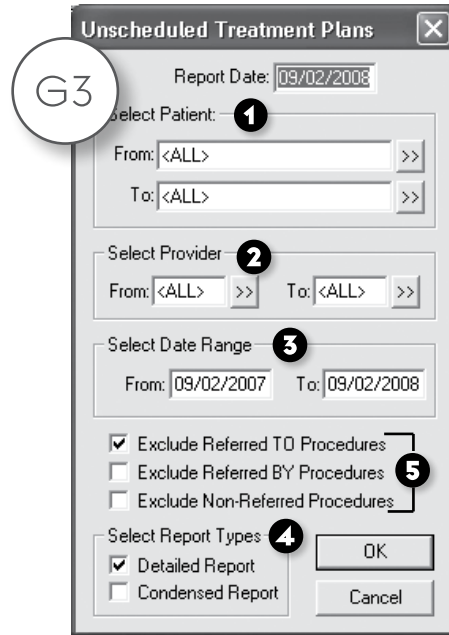 Unscheduled Treatment Plans
G3
Report Date: 09/02/2008
Select Patient: 1
From: <ALL> >>
To: <ALL> >>
Select Provider 2
From: <ALL> >> To: <ALL> >>
Select Date Range 3
From: 09/02/2007 To: 09/02/2008
Exclude Referred TO Procedures
Exclude Referred BY Procedures 5
Exclude Non-Referred Procedures
Select Report Types 4
Detailed Report OK
Condensed Report Cancel